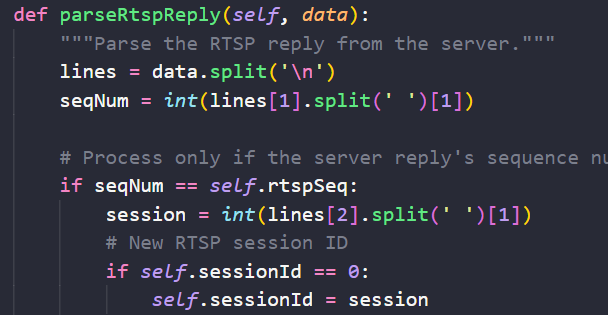 def parseRtspReply(self, data):
    """Parse the RTSP reply from the server."""
    lines = data.split('\n')
    seqNum = int(lines[1].split(' ')[1])

    # Process only if the server reply's sequence
    if seqNum == self.rtspSeq:
        session = int(lines[2].split(' ')[1])
        # New RTSP session ID
        if self.sessionId == 0:
            self.sessionId = session